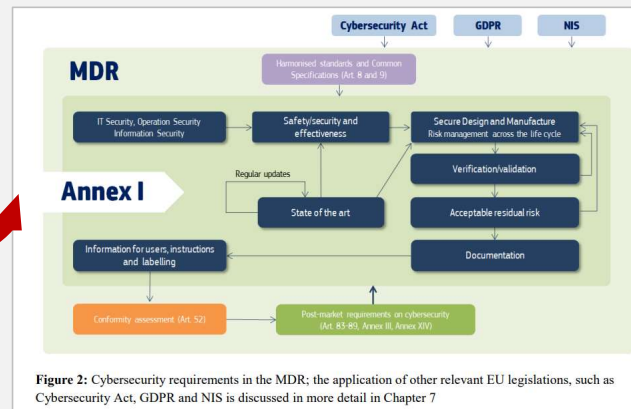 Cybersecurity Act
GDPR
NIS
MDR
Harmonised standards and Common
Specifications (Art. 8 and 9)
IT Security, Operation Security
Information Security
Safety/security and
effectiveness
Secure Design and Manufacture
Risk management across the life cycle
Verification/validation
Regular updates
Annex I
State of the art
Acceptable residual risk
Information for users, instructions
and labelling
Documentation
Conformity assessment (Art. 52)
Post-market requirements on cybersecurity
(Art. 83-89, Annex III, Annex XIV)
Figure 2: Cybersecurity requirements in the MDR; the application of other relevant EU legislations, such as
Cybersecurity Act, GDPR and NIS is discussed in more detail in Chapter 7